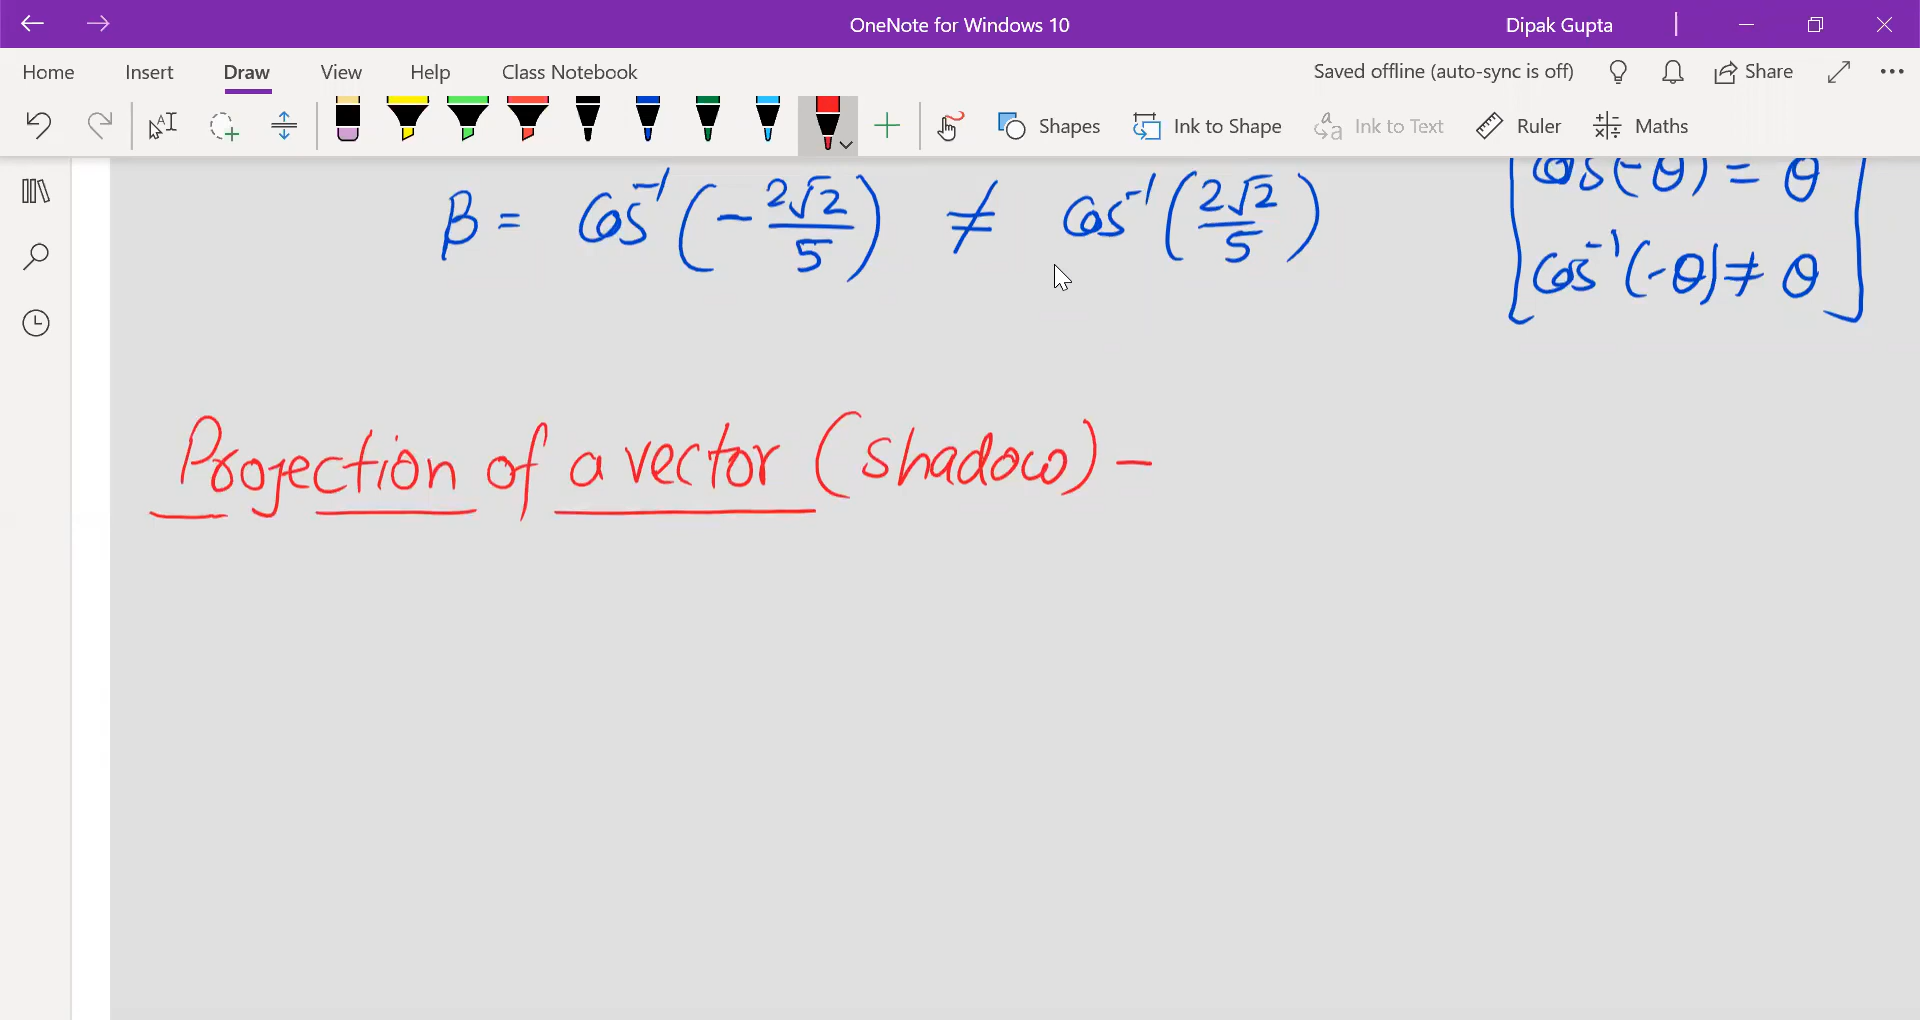 OneNote for Windows 10
Dipak Gupta
Home Insert Draw View Help Class Notebook
Saved offline (auto-sync is off) Share
Shapes Ink to Shape Ink to Text Ruler Maths
cos(-θ) = θ
β = cos⁻¹(-2√2/5) ≠ cos⁻¹(2√2/5)
cos⁻¹(-θ) ≠ θ
Projection of a vector (shadow) -